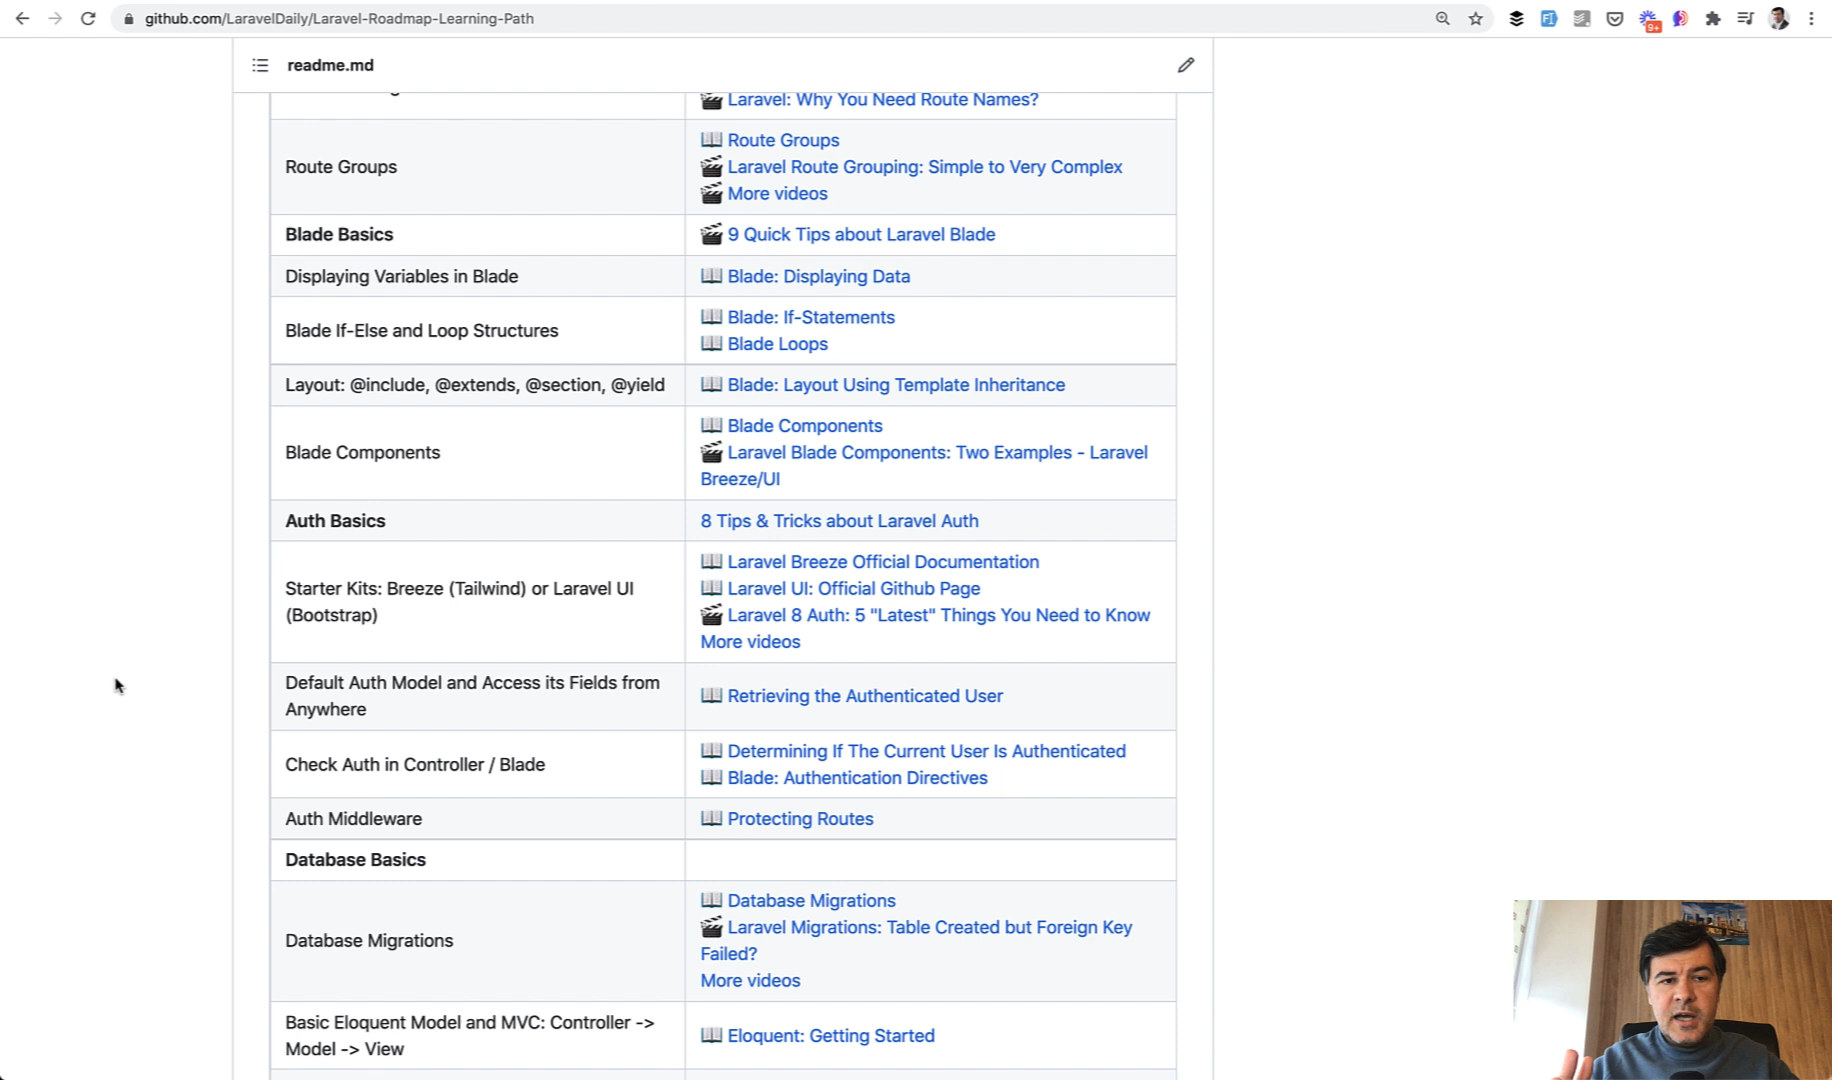 github.com/LaravelDaily/Laravel-Roadmap-Learning-Path
9+
readme.md
Laravel: Why You Need Route Names?
Route Groups
Route Groups
Laravel Route Grouping: Simple to Very Complex
More videos
Blade Basics
9 Quick Tips about Laravel Blade
Displaying Variables in Blade
Blade: Displaying Data
Blade If-Else and Loop Structures
Blade: If-Statements
Blade Loops
Layout: @include, @extends, @section, @yield
Blade: Layout Using Template Inheritance
Blade Components
Blade Components
Laravel Blade Components: Two Examples - Laravel
Breeze/UI
Auth Basics
8 Tips & Tricks about Laravel Auth
Starter Kits: Breeze (Tailwind) or Laravel UI
(Bootstrap)
Laravel Breeze Official Documentation
Laravel UI: Official Github Page
Laravel 8 Auth: 5 "Latest" Things You Need to Know
More videos
Default Auth Model and Access its Fields from
Anywhere
Retrieving the Authenticated User
Check Auth in Controller / Blade
Determining If The Current User Is Authenticated
Blade: Authentication Directives
Auth Middleware
Protecting Routes
Database Basics
Database Migrations
Database Migrations
Laravel Migrations: Table Created but Foreign Key
Failed?
More videos
Basic Eloquent Model and MVC: Controller ->
Model -> View
Eloquent: Getting Started